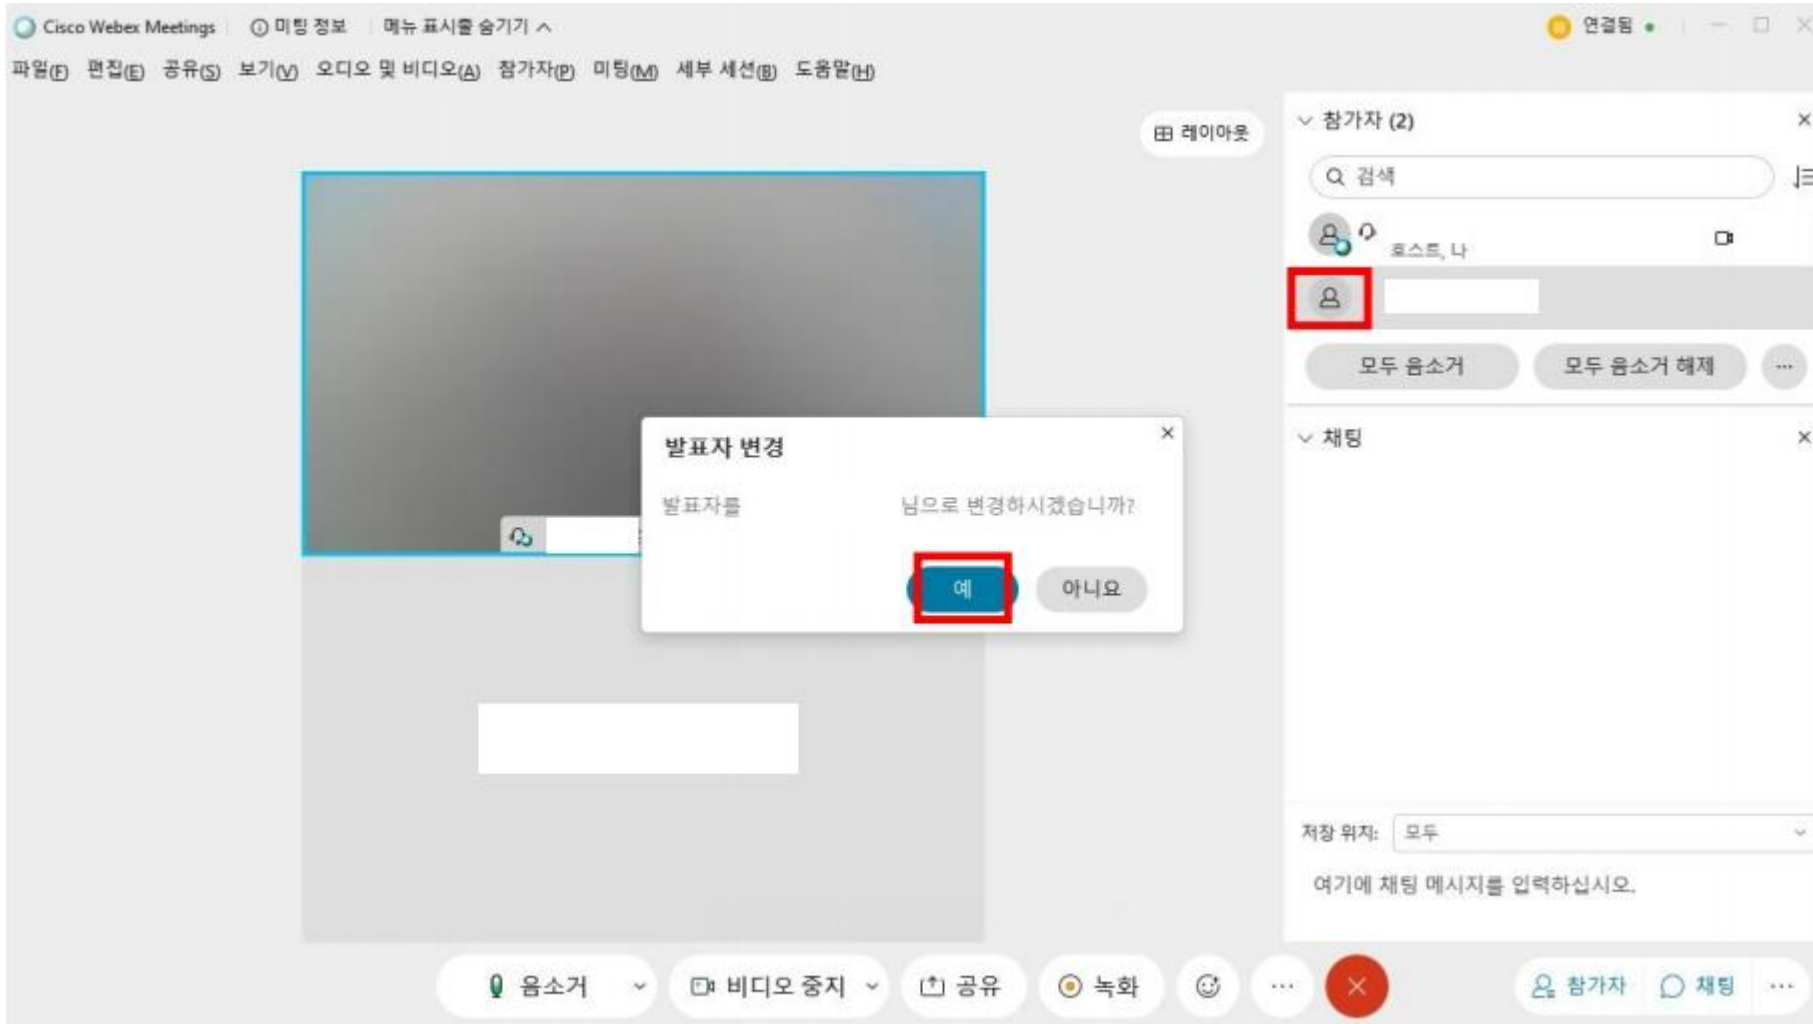 Cisco Webex Meetings ⓘ 미팅 정보 메뉴 표시줄 숨기기 ㅅ 연결됨
파일(F) 편집(E) 공유(S) 보기(V) 오디오 및 비디오(A) 참가자(P) 미팅(M) 세부 세션(B) 도움말(H)
레이아웃
참가자 (2)
검색
호스트, 나
모두 음소거 모두 음소거 해제 ...
발표자 변경
발표자를 님으로 변경하시겠습니까?
예 아니요
채팅
저장 위치: 모두
여기에 채팅 메시지를 입력하십시오.
음소거 비디오 중지 공유 녹화 ... 참가자 채팅 ...